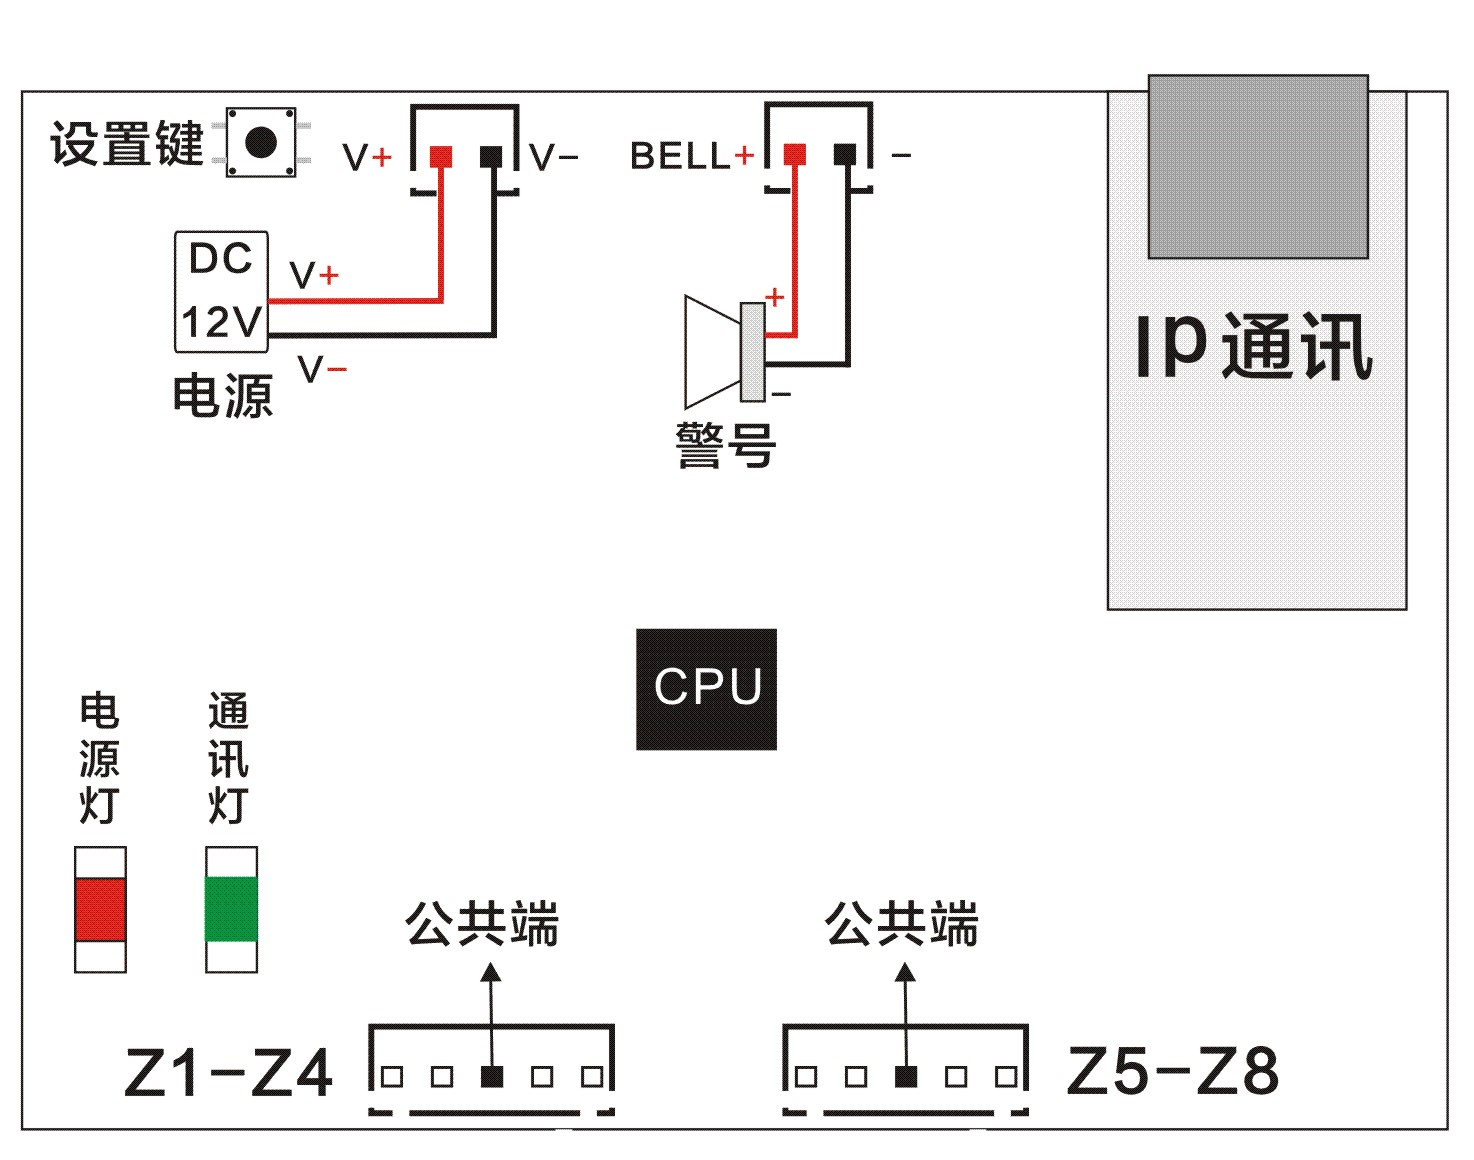 设置键
V+
V-
BELL+
-
DC
12V
V+
V-
电源
+
-
警号
Ip通讯
CPU
电源灯
通讯灯
公共端
公共端
Z1-Z4
Z5-Z8